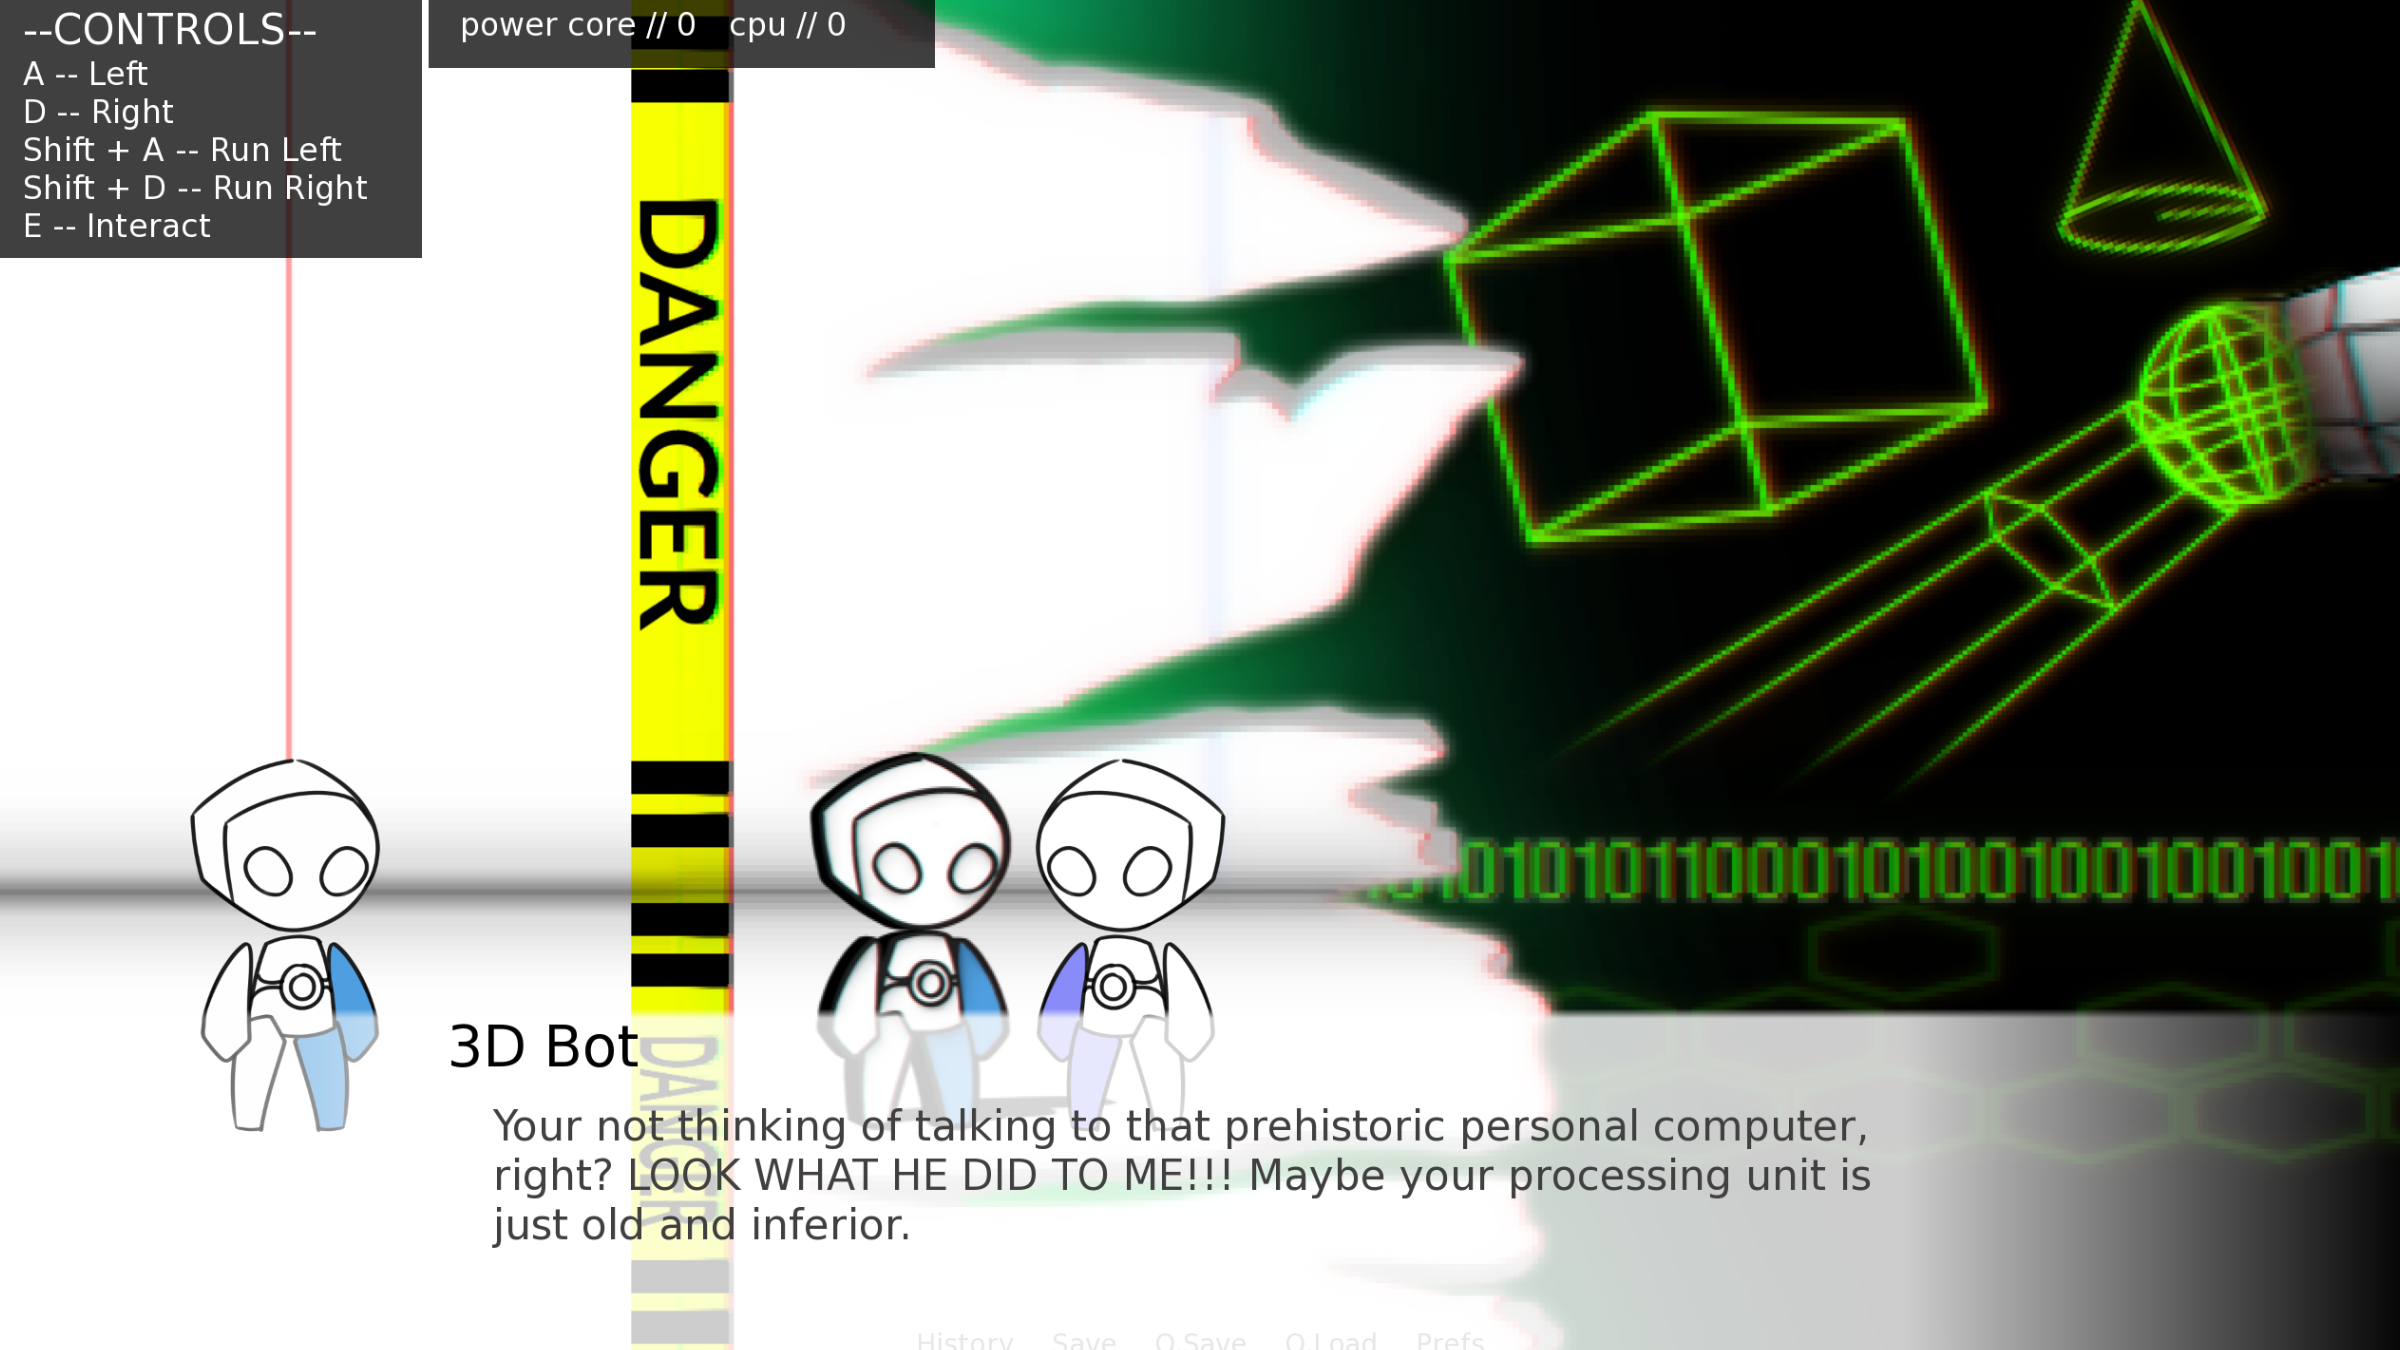 --CONTROLS--
A -- Left
D -- Right
Shift + A -- Run Left
Shift + D -- Run Right
E -- Interact
power core // 0 cpu // 0
DANGER
01010110001010010010010010
3D Bot
DANGER
Your not thinking of talking to that prehistoric personal computer,
right? LOOK WHAT HE DID TO ME!!! Maybe your processing unit is
just old and inferior.
History Save Q.Save Q.Load Prefs